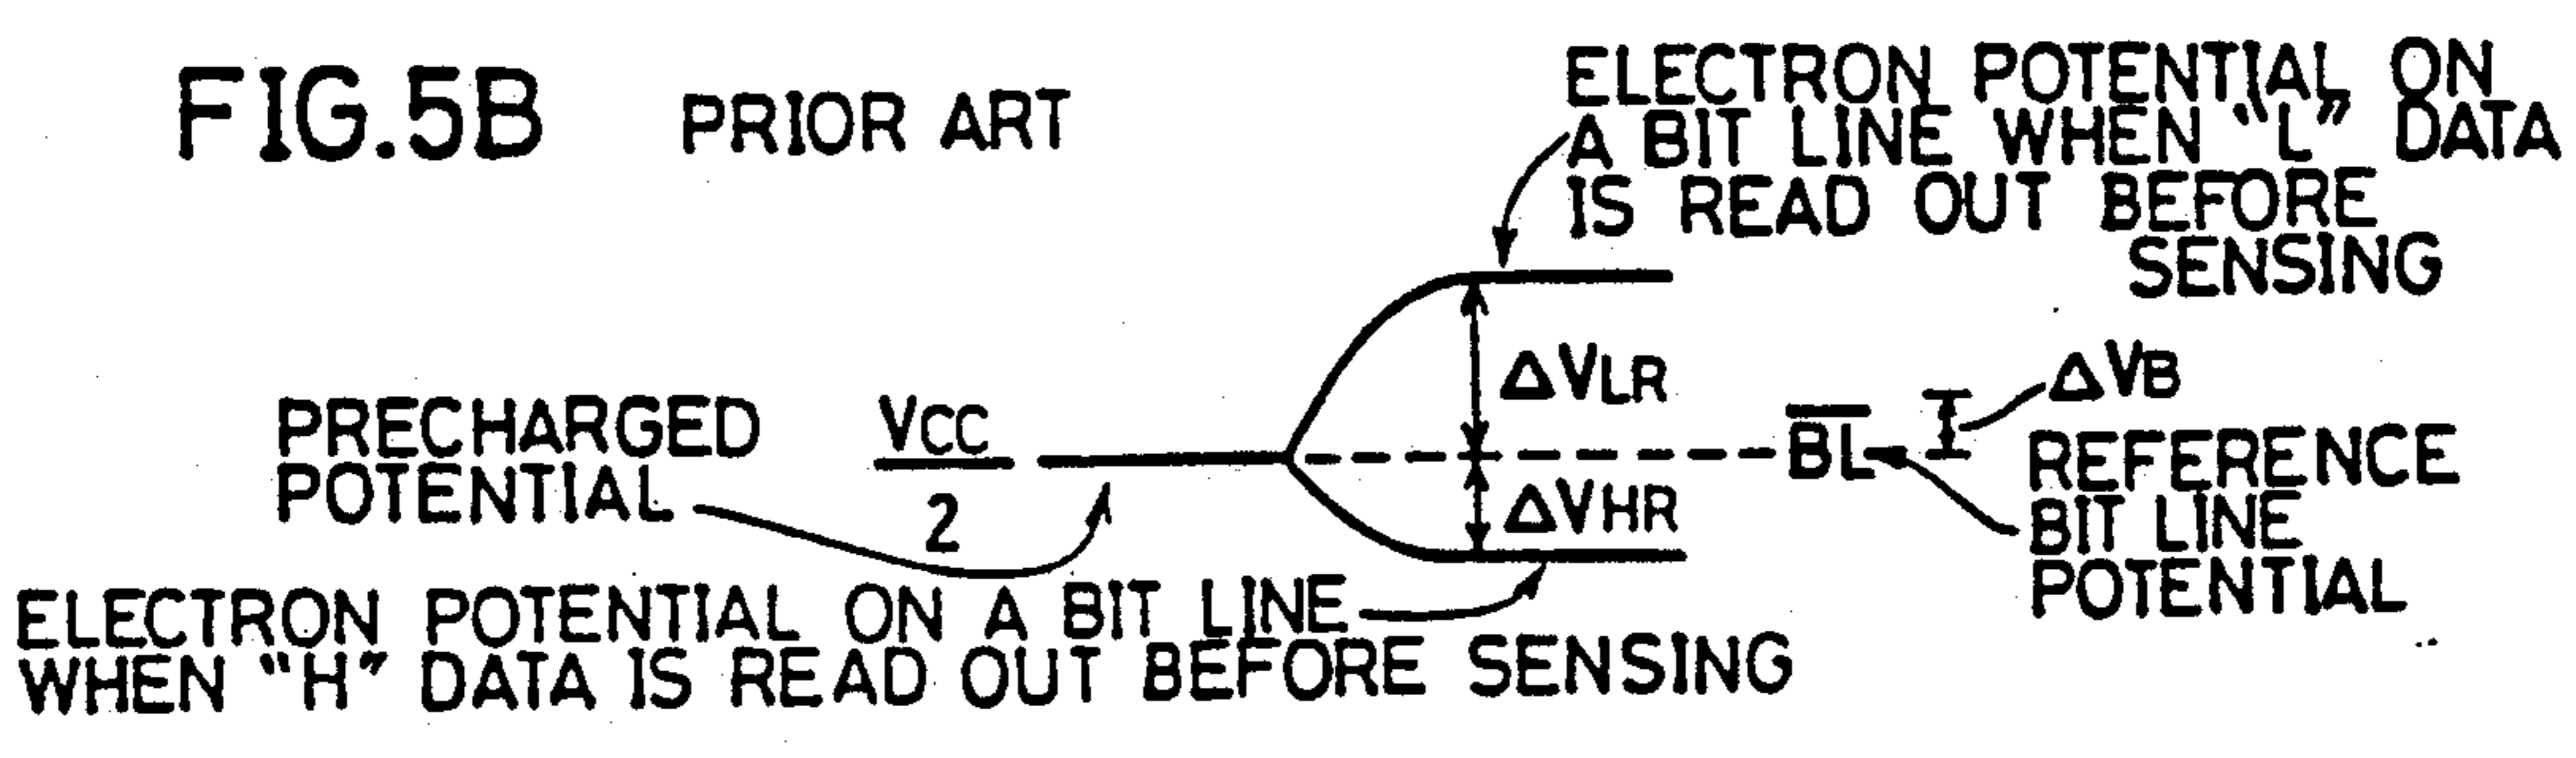 FIG.5B PRIOR ART
ELECTRON POTENTIAL ON
A BIT LINE WHEN "L" DATA
IS READ OUT BEFORE
SENSING
ΔVLR
ΔVB
PRECHARGED
POTENTIAL
VCC
2
BL
REFERENCE
BIT LINE
POTENTIAL
ΔVHR
ELECTRON POTENTIAL ON A BIT LINE
WHEN "H" DATA IS READ OUT BEFORE SENSING